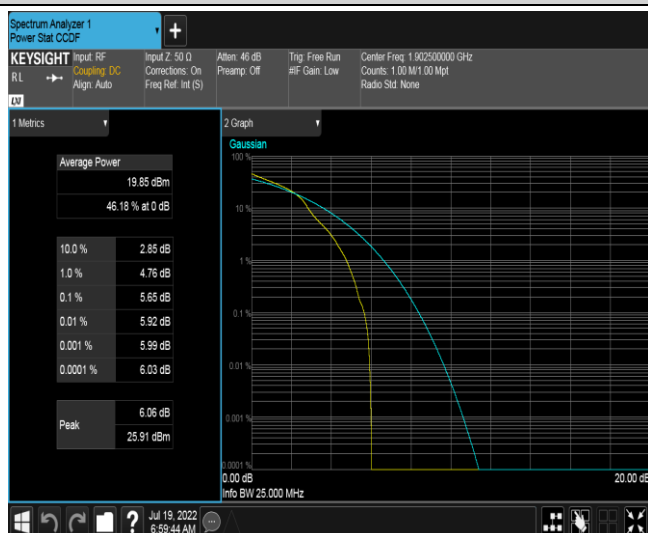 Spectrum Analyzer 1
Power Stat CCDF
+
KEYSIGHT
RL
LXI
Input: RF
Coupling: DC
Align: Auto
Input Z: 50 Ω
Corrections: On
Freq Ref: Int (S)
Atten: 46 dB
Preamp: Off
Trig: Free Run
#IF Gain: Low
Center Freq: 1.902500000 GHz
Counts: 1.00 M/1.00 Mpt
Radio Std: None
1 Metrics
Average Power
19.85 dBm
46.18 % at 0 dB
10.0 % 2.85 dB
1.0 % 4.76 dB
0.1 % 5.65 dB
0.01 % 5.92 dB
0.001 % 5.99 dB
0.0001 % 6.03 dB
Peak
6.06 dB
25.91 dBm
2 Graph
Gaussian
100 %
10 %
1 %
0.1 %
0.01 %
0.001 %
0.0001 %
0.00 dB
20.00 dB
Info BW 25.000 MHz
?
Jul 19, 2022
6:59:44 AM